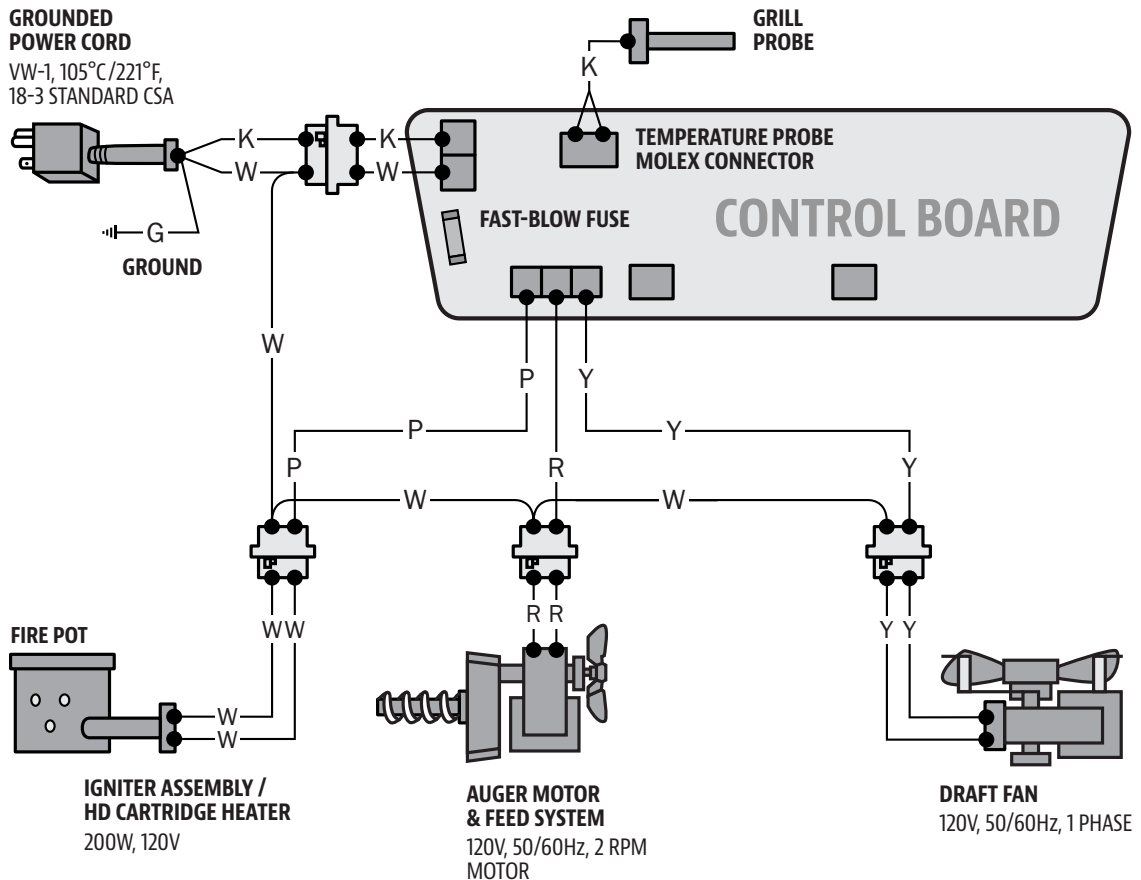 GROUNDED
POWER CORD
VW-1, 105°C/221°F,
18-3 STANDARD CSA
GRILL
PROBE
K
K
K
W
W
TEMPERATURE PROBE
MOLEX CONNECTOR
FAST-BLOW FUSE
CONTROL BOARD
G
GROUND
W
P
Y
P
Y
P
R
Y
W
W
W W
R R
Y Y
FIRE POT
W
W
IGNITER ASSEMBLY /
HD CARTRIDGE HEATER
200W, 120V
AUGER MOTOR
& FEED SYSTEM
120V, 50/60Hz, 2 RPM
MOTOR
DRAFT FAN
120V, 50/60Hz, 1 PHASE